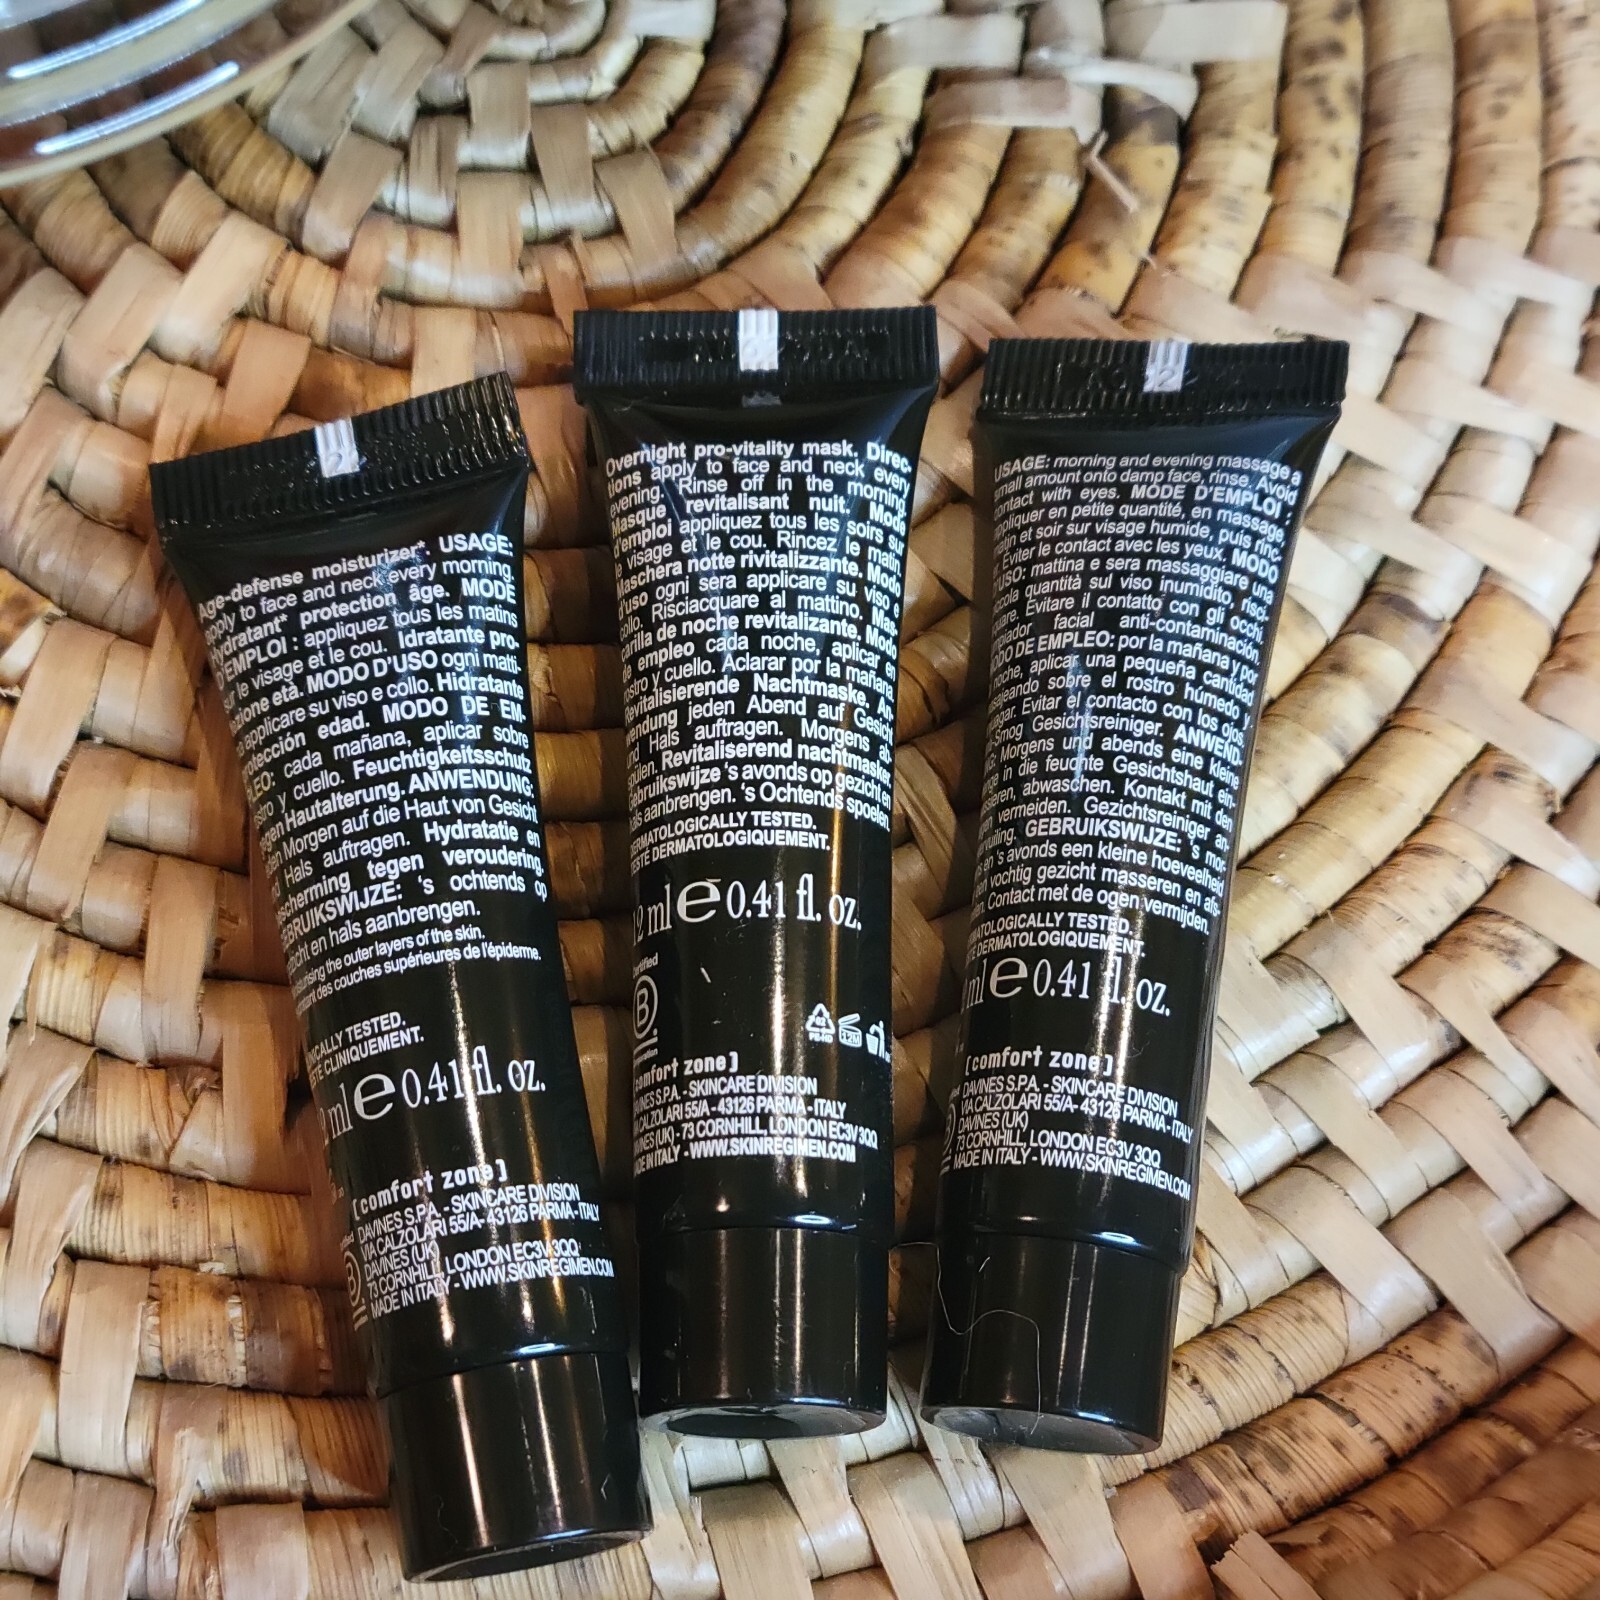 Age-defense moisturizer* USAGE:
apply to face and neck every morning.
Hydratant* protection âge. MODE
D'EMPLOI : appliquez tous les matins
sur le visage et le cou. Idratante pro-
tezione età. MODO D'USO ogni matti-
applicare su viso e collo. Hidratante
protección edad. MODO DE EM-
PLEO: cada mañana, aplicar sobre
rostro y cuello. Feuchtigkeitsschutz
gegen Hautalterung. ANWENDUNG:
den Morgen auf die Haut von Gesicht
Hals auftragen. Hydratatie en
bescherming tegen veroudering.
GEBRUIKSWIJZE: 's ochtends op
en hals aanbrengen.
the outer layers of the skin.
des couches supérieures de l'épiderme.
CLINICALLY TESTED.
TESTÉ CLINIQUEMENT.
ml e 0.41 fl. oz.
[comfort zone]
DAVINES S.P.A. - SKINCARE DIVISION
VIA CALZOLARI 55/A- 43126 PARMA - ITALY
DAVINES (UK)
73 CORNHILL, LONDON EC3V 3QQ
MADE IN ITALY - WWW.SKINREGIMEN.COM
Overnight pro-vitality mask. Direc-
tions apply to face and neck every
evening. Rinse off in the morning.
Masque revitalisant nuit. Mode
d'emploi appliquez tous les soirs sur
le visage et le cou. Rincez le matin.
Maschera notte rivitalizzante. Modo
d'uso ogni sera applicare su viso e
collo. Risciacquare al mattino. Mas-
carilla de noche revitalizante. Modo
de empleo cada noche, aplicar en
rostro y cuello. Aclarar por la mañana.
Revitalisierende Nachtmaske. An-
wendung jeden Abend auf Gesicht
und Hals auftragen. Morgens ab-
spülen. Revitaliserend nachtmasker.
Gebruikswijze 's avonds op gezicht en
hals aanbrengen. 's Ochtends spoelen.
DERMATOLOGICALLY TESTED.
TESTÉ DERMATOLOGIQUEMENT.
12 ml e 0.41 fl. oz.
Certified
B
Corporation
02
PE-HD
12M
[comfort zone]
DAVINES S.P.A. - SKINCARE DIVISION
VIA CALZOLARI 55/A - 43126 PARMA - ITALY
DAVINES (UK) - 73 CORNHILL, LONDON EC3V 3QQ
MADE IN ITALY - WWW.SKINREGIMEN.COM
USAGE: morning and evening massage a
small amount onto damp face, rinse. Avoid
contact with eyes. MODE D'EMPLOI :
appliquer en petite quantité, en massage,
matin et soir sur visage humide, puis rinc-
er. Éviter le contact avec les yeux. MODO
D'USO: mattina e sera massaggiare una
piccola quantità sul viso inumidito, risci-
acquare. Evitare il contatto con gli occhi.
Limpiador facial anti-contaminación.
MODO DE EMPLEO: por la mañana y por
la noche, aplicar una pequeña cantidad
masajeando sobre el rostro húmedo y
enjuagar. Evitar el contacto con los ojos.
Anti-Smog Gesichtsreiniger. ANWEND-
UNG: Morgens und abends eine kleine
Menge in die feuchte Gesichtshaut ein-
massieren, abwaschen. Kontakt mit den
Augen vermeiden. Gezichtsreiniger an-
GEBRUIKSWIJZE: 's mor-
en 's avonds een kleine hoeveelheid
vochtig gezicht masseren en afs-
Contact met de ogen vermijden.
DERMATOLOGICALLY TESTED.
TESTÉ DERMATOLOGIQUEMENT.
ml e 0.41 fl. oz.
[comfort zone]
DAVINES S.P.A. - SKINCARE DIVISION
VIA CALZOLARI 55/A- 43126 PARMA - ITALY
DAVINES (UK)
73 CORNHILL, LONDON EC3V 3QQ
MADE IN ITALY - WWW.SKINREGIMEN.COM